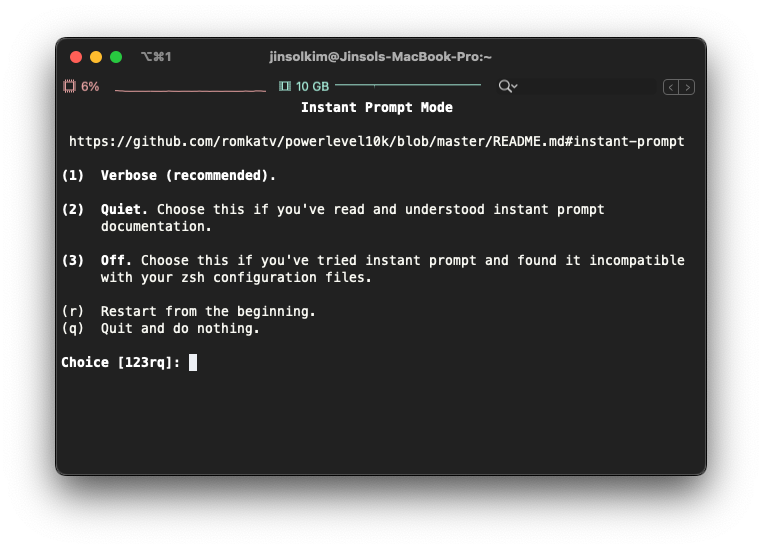 ⌥⌘1 jinsolkim@Jinsols-MacBook-Pro:~
6% 10 GB
Instant Prompt Mode
https://github.com/romkatv/powerlevel10k/blob/master/README.md#instant-prompt
(1) Verbose (recommended).
(2) Quiet. Choose this if you've read and understood instant prompt
documentation.
(3) Off. Choose this if you've tried instant prompt and found it incompatible
with your zsh configuration files.
(r) Restart from the beginning.
(q) Quit and do nothing.
Choice [123rq]: